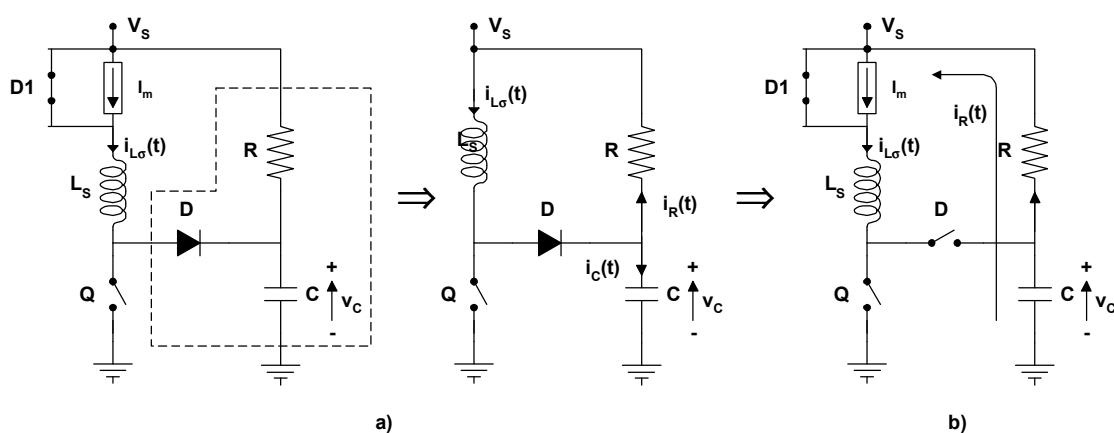 V_S
D1
I_m
i_Lσ(t)
R
L_S
D
Q
C
+
v_C
-
⇒
V_S
i_Lσ(t)
L_S
R
i_R(t)
D
i_C(t)
Q
C
+
v_C
-
⇒
V_S
D1
I_m
i_R(t)
i_Lσ(t)
R
L_S
D
Q
C
+
v_C
-
a)
b)